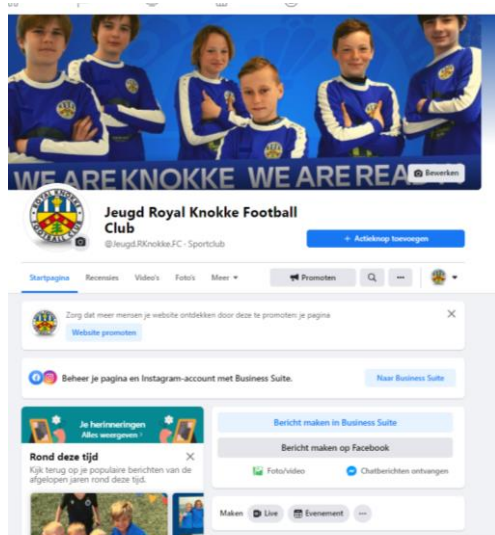 WE ARE KNOKKE WE ARE REA
Bewerken
ROYAL KNOKKE
FOOTBALL CLUB
Jeugd Royal Knokke Football
Club
@Jeugd.RKnokke.FC · Sportclub
+ Actieknop toevoegen
Startpagina Recensies Video's Foto's Meer Promoten
Zorg dat meer mensen je website ontdekken door deze te promoten: je pagina
Website promoten
Beheer je pagina en Instagram-account met Business Suite.
Naar Business Suite
Je herinneringen
Alles weergeven
Bericht maken in Business Suite
Bericht maken op Facebook
Foto/video Chatberichten ontvangen
Rond deze tijd
Kijk terug op je populaire berichten van de
afgelopen jaren rond deze tijd.
Maken Live Evenement